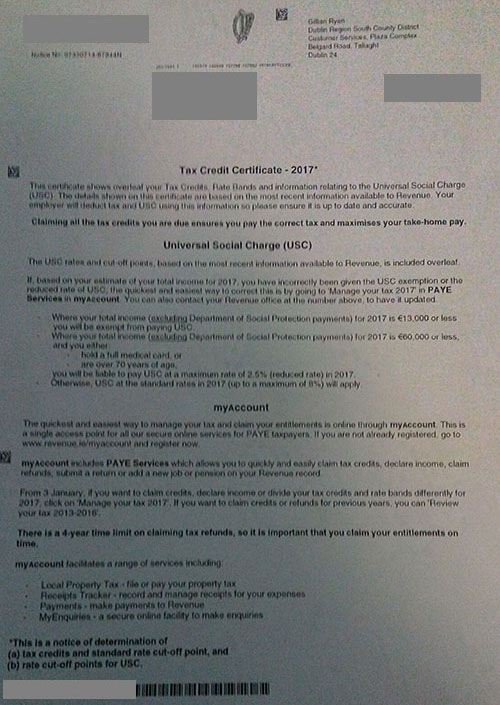 Gillian Ryan
Dublin Region South County District
Customer Services, Plaza Complex
Belgard Road, Tallaght
Dublin 24
Notice No:
Tax Credit Certificate - 2017*
This certificate shows overleaf your Tax Credits, Rate Bands and information relating to the Universal Social Charge
(USC). The details shown on this certificate are based on the most recent information available to Revenue. Your
employer will deduct tax and USC using this information so please ensure it is up to date and accurate.
Claiming all the tax credits you are due ensures you pay the correct tax and maximises your take-home pay.
Universal Social Charge (USC)
The USC rates and cut-off points, based on the most recent information available to Revenue, is included overleaf.
If, based on your estimate of your total income for 2017, you have incorrectly been given the USC exemption or the
reduced rate of USC, the quickest and easiest way to correct this is by going to 'Manage your tax 2017' in PAYE
Services in myAccount. You can also contact your Revenue office at the number above, to have it updated.
- Where your total income (excluding Department of Social Protection payments) for 2017 is €13,000 or less
you will be exempt from paying USC.
- Where your total income (excluding Department of Social Protection payments) for 2017 is €60,000 or less,
and you either:
- hold a full medical card, or
- are over 70 years of age,
you will be liable to pay USC at a maximum rate of 2.5% (reduced rate) in 2017.
- Otherwise, USC at the standard rates in 2017 (up to a maximum of 8%) will apply.
myAccount
The quickest and easiest way to manage your tax and claim your entitlements is online through myAccount. This is
a single access point for all our secure online services for PAYE taxpayers. If you are not already registered, go to
www.revenue.ie/myaccount and register now.
myAccount includes PAYE Services which allows you to quickly and easily claim tax credits, declare income, claim
refunds, submit a return or add a new job or pension on your Revenue record.
From 3 January, if you want to claim credits, declare income or divide your tax credits and rate bands differently for
2017, click on 'Manage your tax 2017'. If you want to claim credits or refunds for previous years, you can 'Review
your tax 2013-2016'.
There is a 4-year time limit on claiming tax refunds, so it is important that you claim your entitlements on
time.
myAccount facilitates a range of services including:
- Local Property Tax - file or pay your property tax
- Receipts Tracker - record and manage receipts for your expenses
- Payments - make payments to Revenue
- MyEnquiries - a secure online facility to make enquiries
*This is a notice of determination of
(a) tax credits and standard rate cut-off point, and
(b) rate cut-off points for USC.